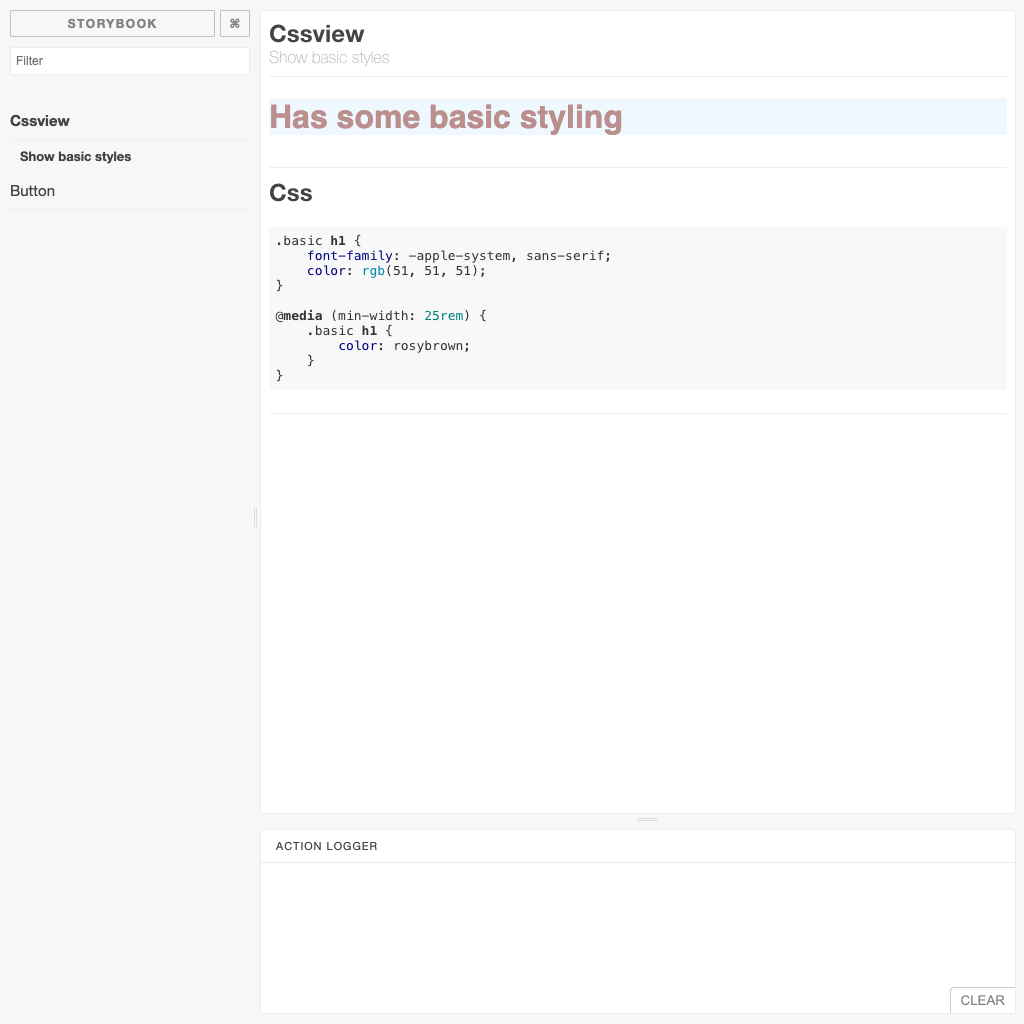 STORYBOOK
⌘
Filter
Cssview
Show basic styles
Button
Cssview
Show basic styles
Has some basic styling
Css
.basic h1 {
    font-family: -apple-system, sans-serif;
    color: rgb(51, 51, 51);
}

@media (min-width: 25rem) {
    .basic h1 {
        color: rosybrown;
    }
}
ACTION LOGGER
CLEAR